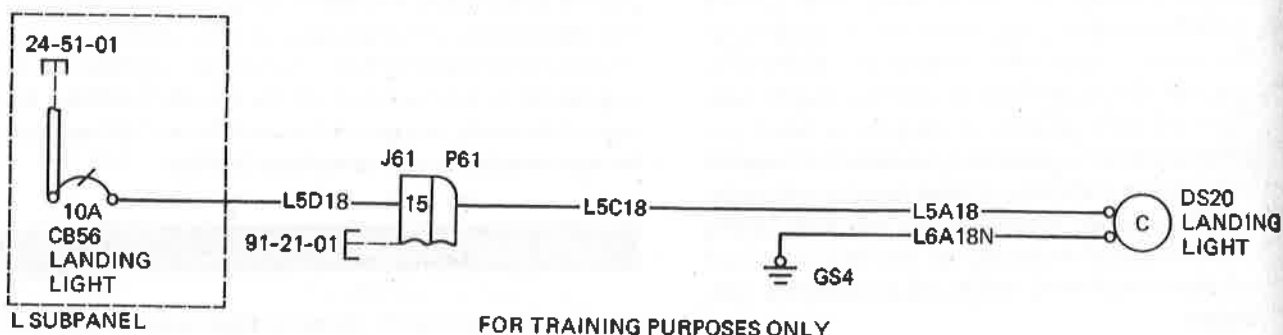 24-51-01
J61 P61
15
10A
CB56
LANDING
LIGHT
L5D18
L5C18
L5A18
L6A18N
91-21-01
GS4
C
DS20
LANDING
LIGHT
L SUBPANEL
FOR TRAINING PURPOSES ONLY